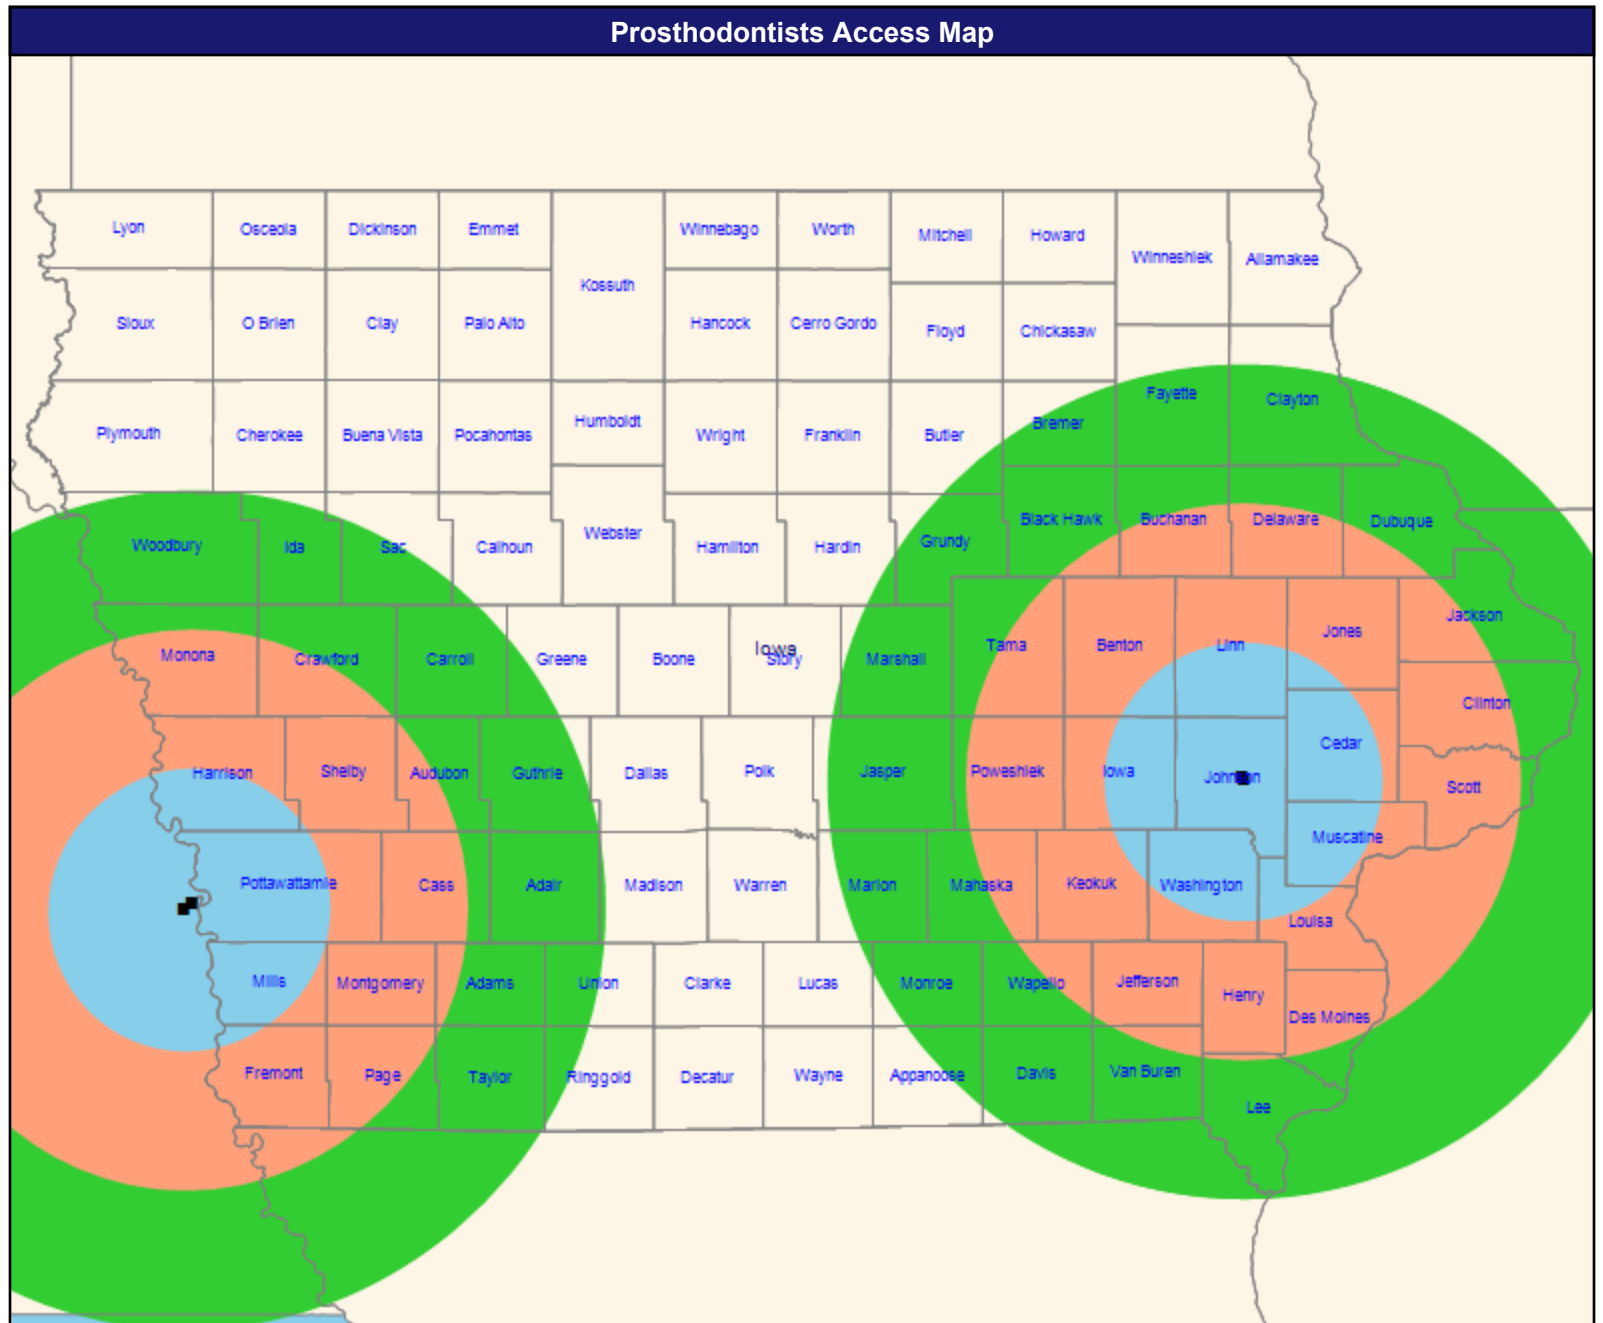 Prosthodontists Access Map
Lyon Osceola Dickinson Emmet Winnebago Worth Mitchell Howard
Winneshiek Allamakee
Kossuth
Sioux O Brien Clay Palo Alto Hancock Cerro Gordo Floyd Chickasaw
Fayette Clayton
Plymouth Cherokee Buena Vista Pocahontas Humboldt Wright Franklin Butler Bremer
Woodbury Ida Sac Calhoun Webster Hamilton Hardin Grundy Black Hawk Buchanan Delaware Dubuque
Iowa
Monona Crawford Carroll Greene Boone Story Marshall Tama Benton Linn Jones Jackson
Clinton
Harrison Shelby Audubon Guthrie Dallas Polk Jasper Poweshiek Iowa Johnson Cedar Scott
Muscatine
Pottawattamie Cass Adair Madison Warren Marion Mahaska Keokuk Washington
Louisa
Mills Montgomery Adams Union Clarke Lucas Monroe Wapello Jefferson Henry
Des Moines
Fremont Page Taylor Ringgold Decatur Wayne Appanoose Davis Van Buren
Lee